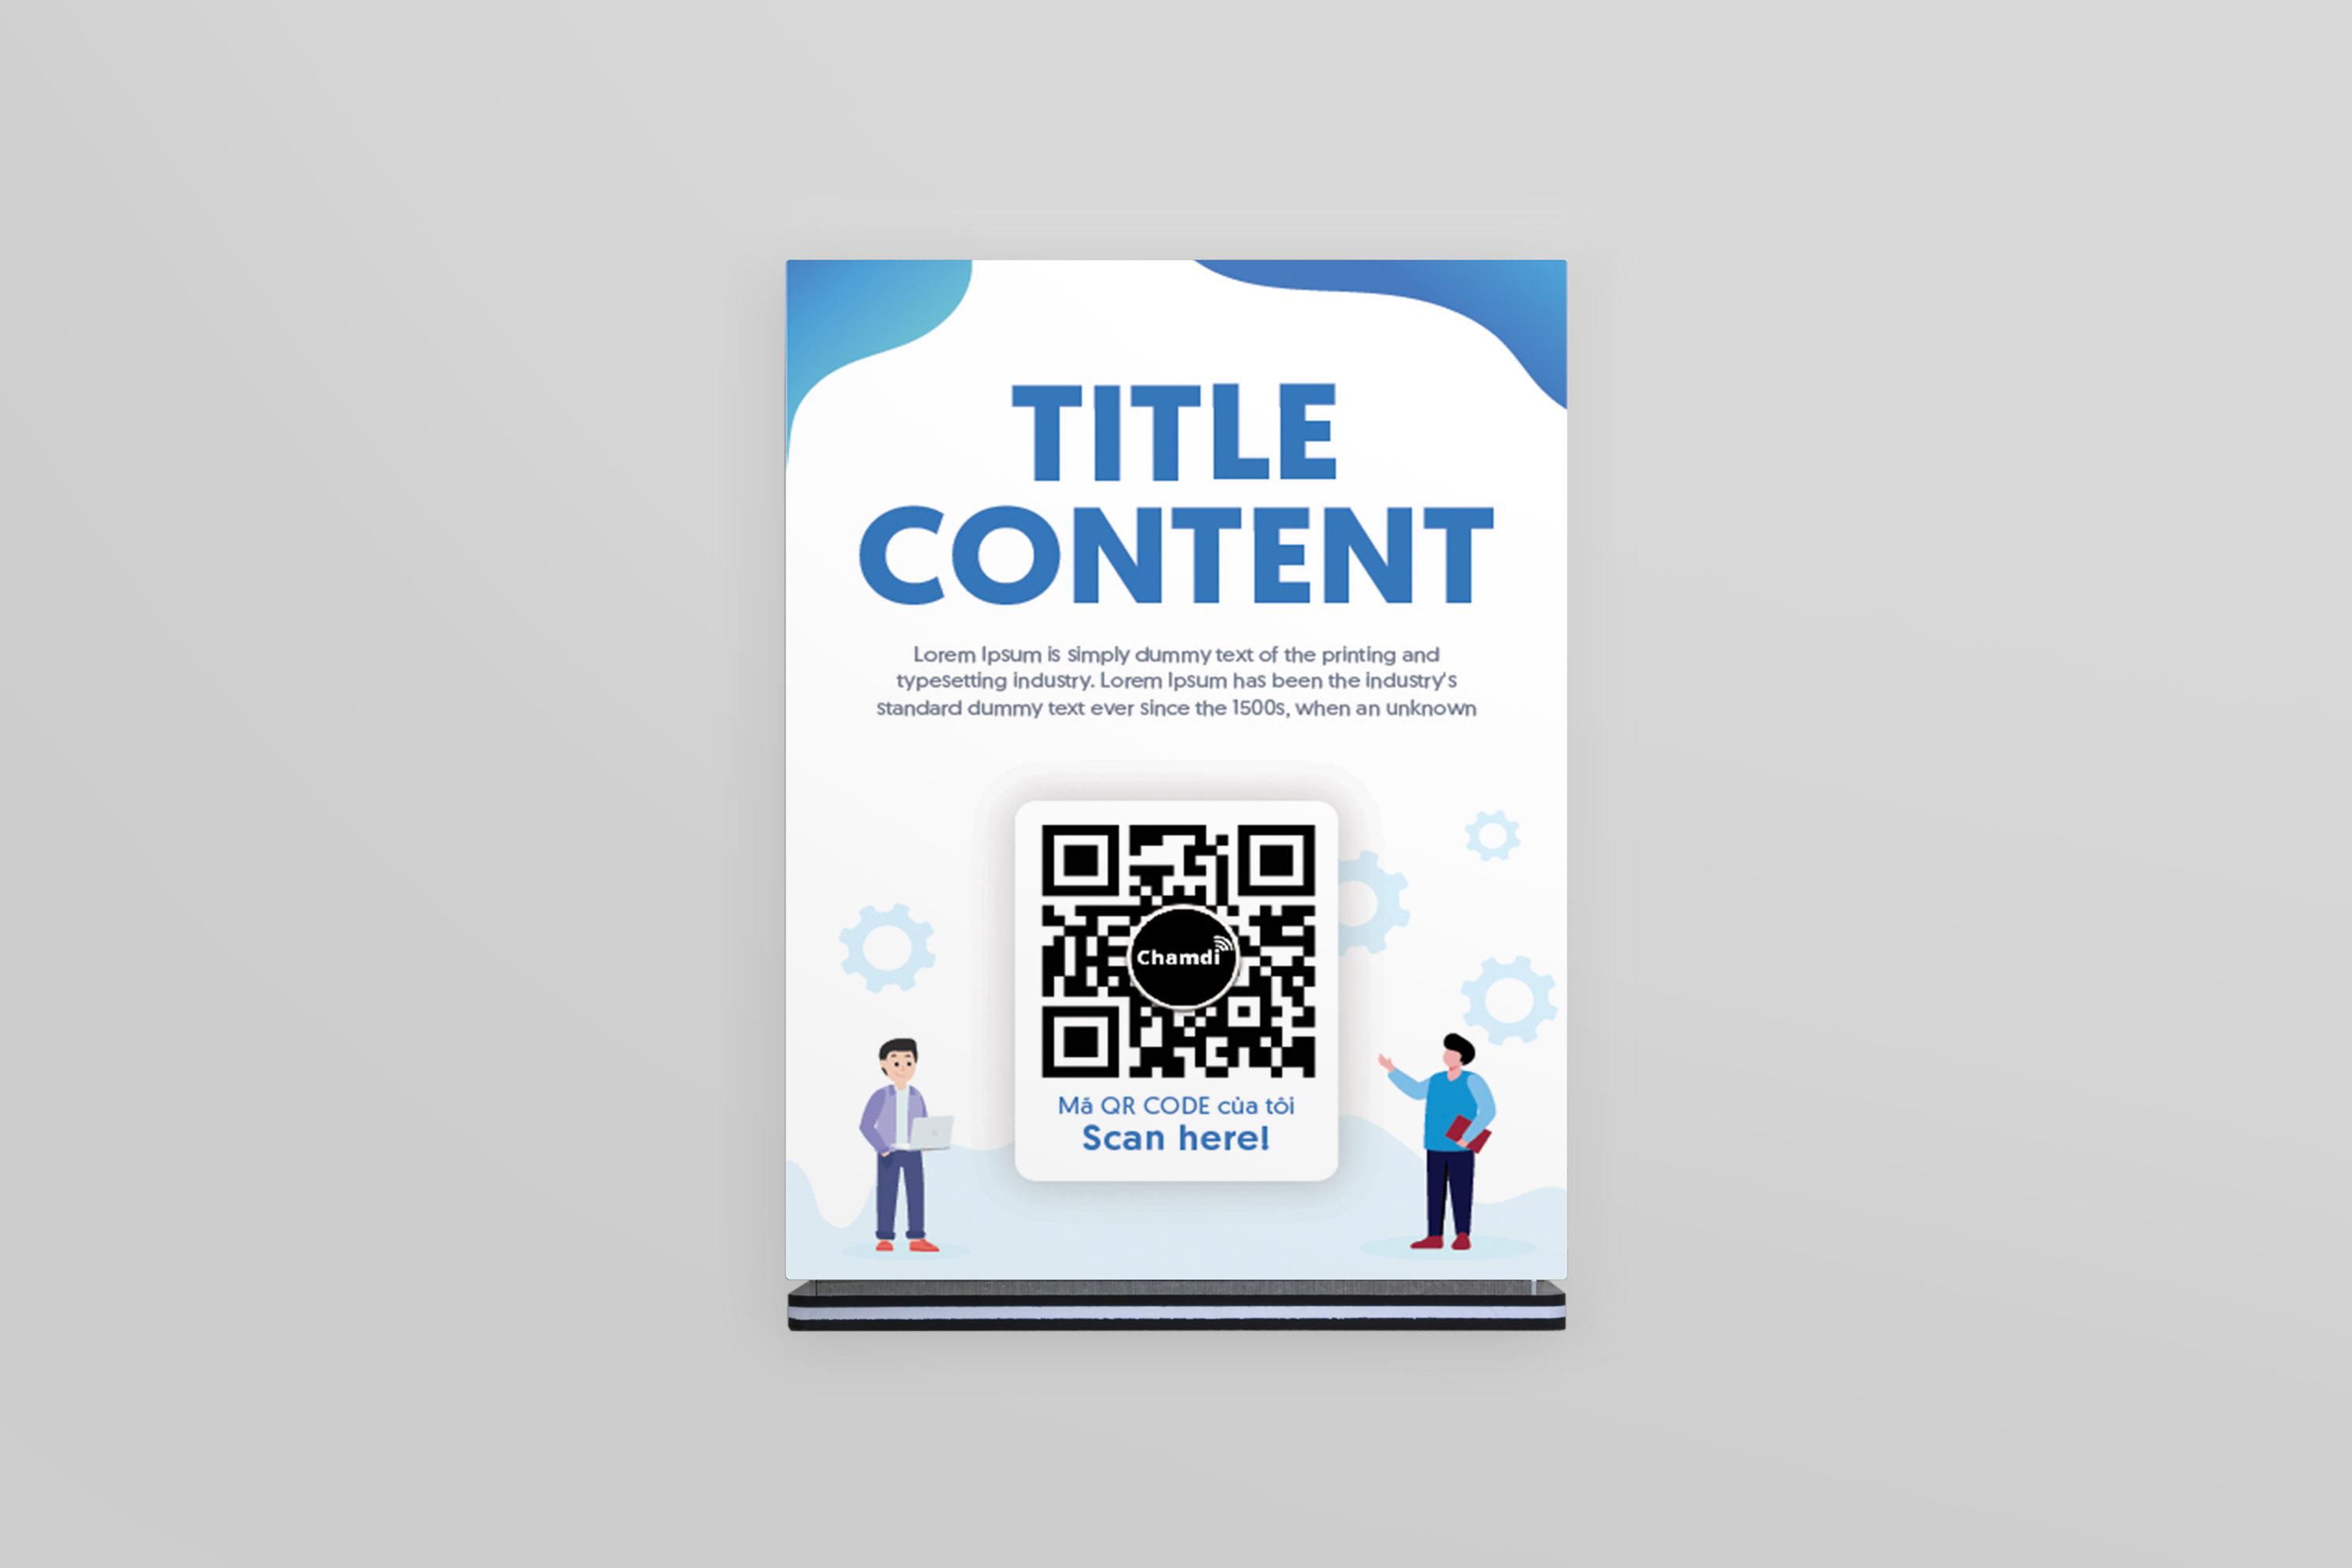 TITLE
CONTENT
Lorem Ipsum is simply dummy text of the printing and
typesetting industry. Lorem Ipsum has been the industry's
standard dummy text ever since the 1500s, when an unknown
Chamdi
Mã QR CODE của tôi
Scan here!